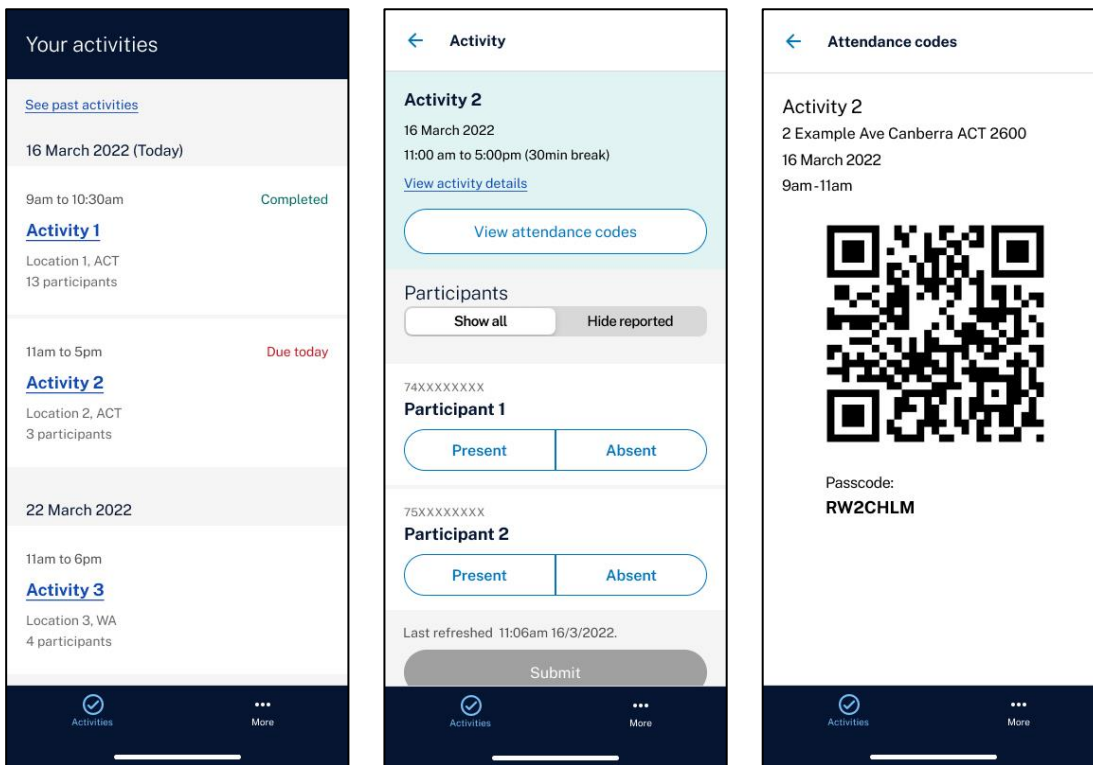 Your activities
See past activities
16 March 2022 (Today)
9am to 10:30am Completed
Activity 1
Location 1, ACT
13 participants
11am to 5pm Due today
Activity 2
Location 2, ACT
3 participants
22 March 2022
11am to 6pm
Activity 3
Location 3, WA
4 participants
Activities More
Activity
Activity 2
16 March 2022
11:00 am to 5:00pm (30min break)
View activity details
View attendance codes
Participants
Show all Hide reported
74XXXXXXXX
Participant 1
Present Absent
75XXXXXXXX
Participant 2
Present Absent
Last refreshed 11:06am 16/3/2022.
Submit
Activities More
Attendance codes
Activity 2
2 Example Ave Canberra ACT 2600
16 March 2022
9am-11am
Passcode:
RW2CHLM
Activities More